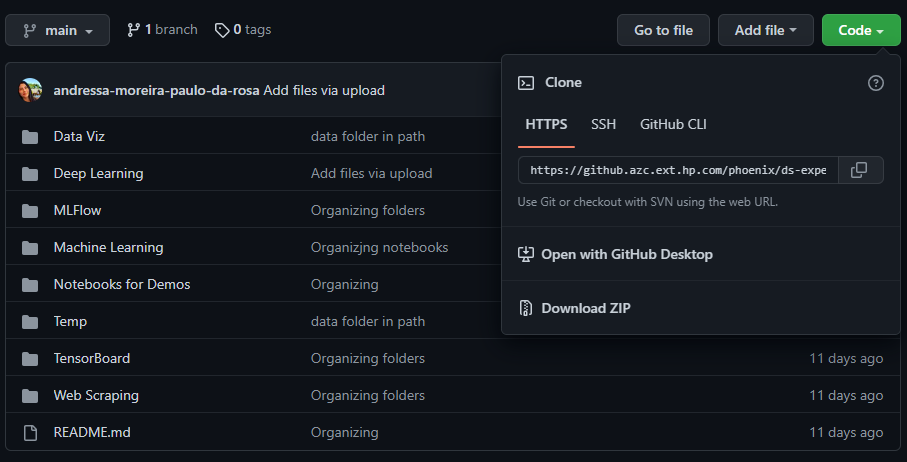 main 1 branch 0 tags Go to file Add file Code
andressa-moreira-paulo-da-rosa Add files via upload
Clone
HTTPS SSH GitHub CLI
https://github.azc.ext.hp.com/phoenix/ds-expe
Use Git or checkout with SVN using the web URL.
Open with GitHub Desktop
Download ZIP
Data Viz data folder in path
Deep Learning Add files via upload
MLFlow Organizing folders
Machine Learning Organizjng notebooks
Notebooks for Demos Organizing
Temp data folder in path
TensorBoard Organizing folders 11 days ago
Web Scraping Organizing folders 11 days ago
README.md Organizing 11 days ago